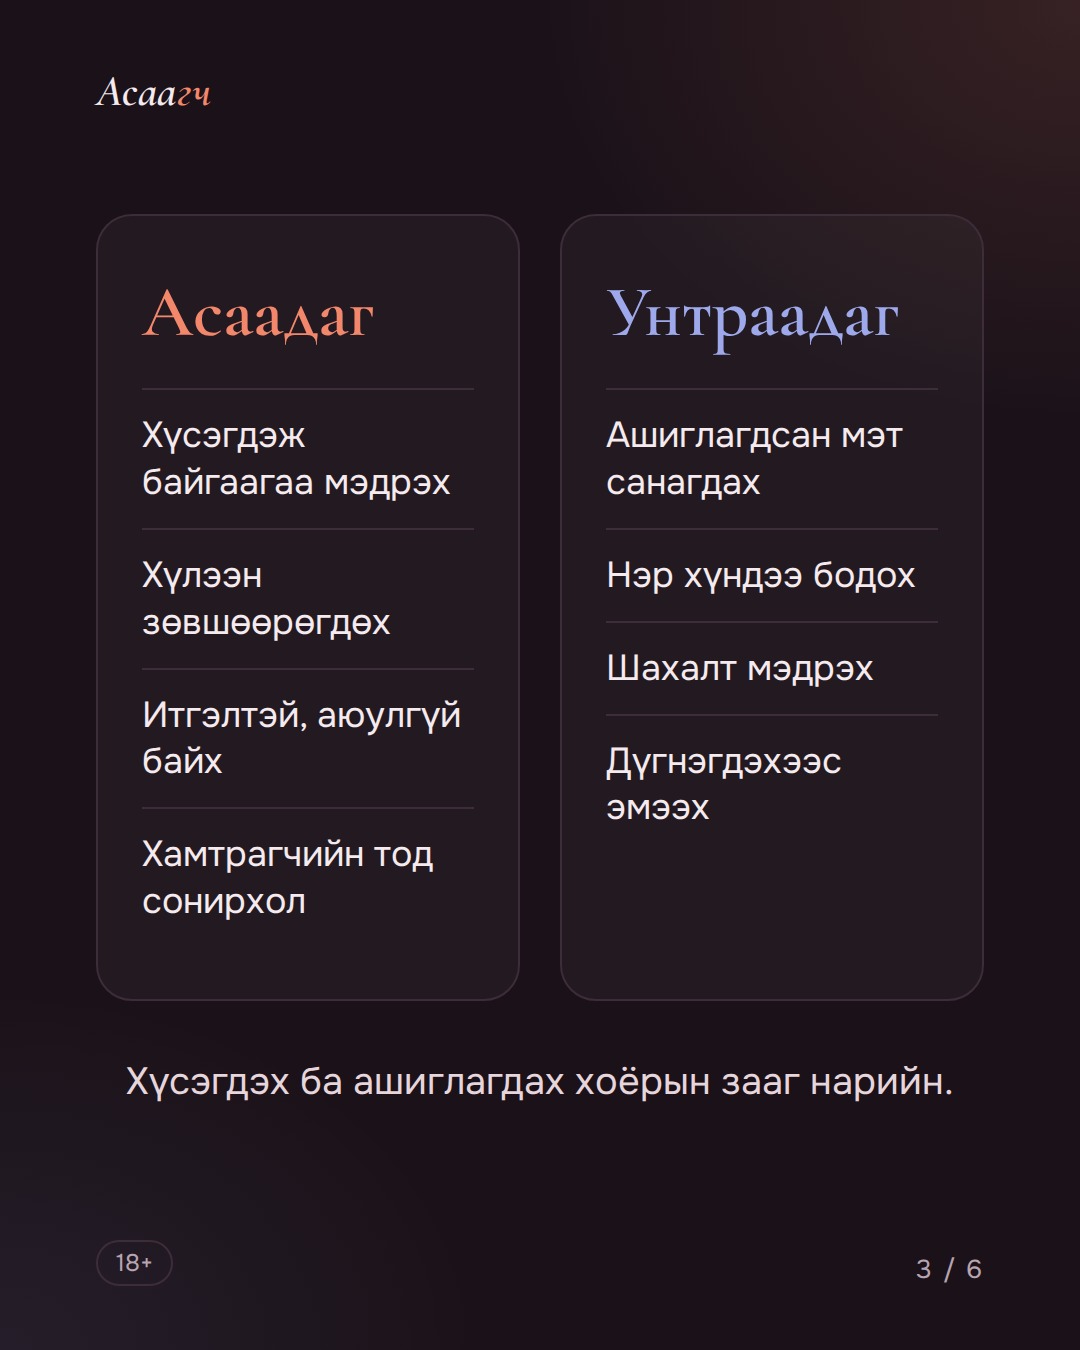 Асаагч
Асаадаг
Хүсэгдэж
байгаагаа мэдрэх
Хүлээн
зөвшөөрөгдөх
Итгэлтэй, аюулгүй
байх
Хамтрагчийн тод
сонирхол
Унтраадаг
Ашиглагдсан мэт
санагдах
Нэр хүндээ бодох
Шахалт мэдрэх
Дүгнэгдэхээс
эмээх
Хүсэгдэх ба ашиглагдах хоёрын зааг нарийн.
18+
3 / 6